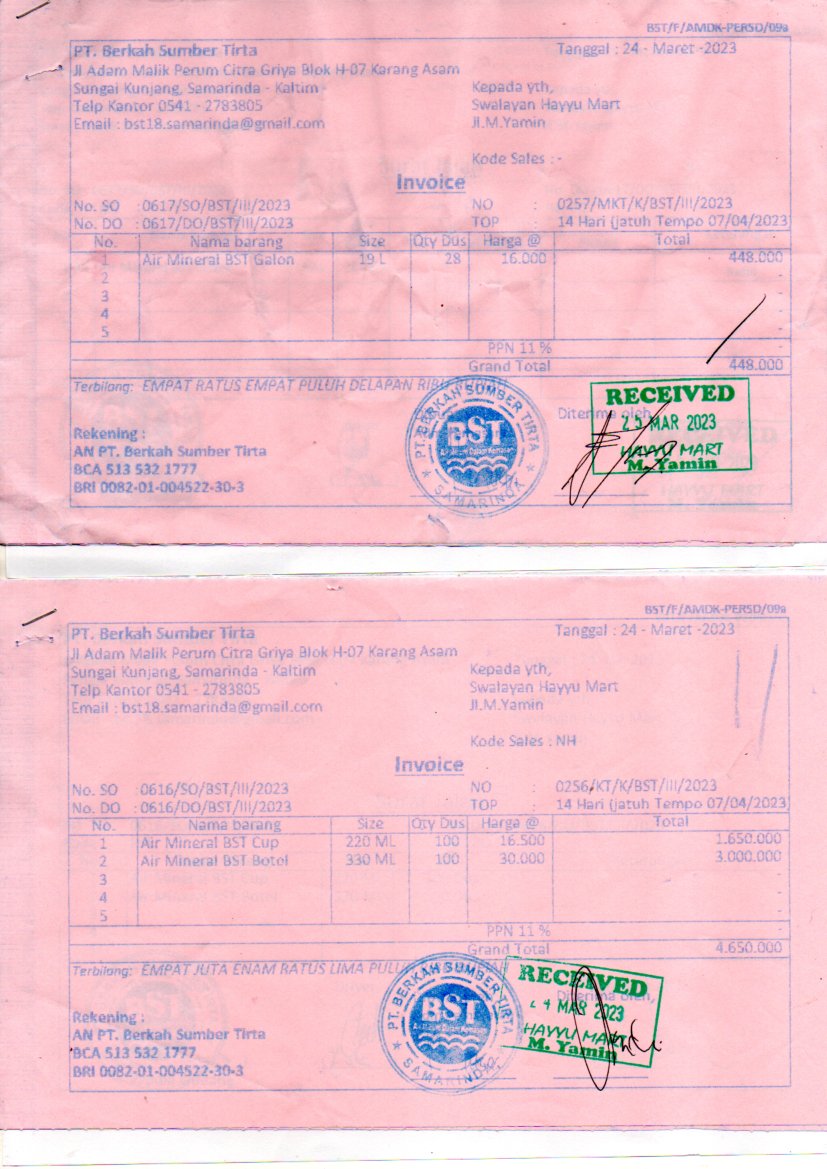 BST/F/AMDK-PERSD/09a
PT. Berkah Sumber Tirta
Tanggal : 24 - Maret -2023
Jl Adam Malik Perum Citra Griya Blok H-07 Karang Asam
Sungai Kunjang, Samarinda - Kaltim
Kepada yth,
Telp Kantor 0541 - 2783805
Swalayan Hayyu Mart
Email : bst18.samarinda@gmail.com
Jl.M.Yamin
Kode Sales : -
Invoice
No. SO : 0617/SO/BST/III/2023 NO : 0257/MKT/K/BST/III/2023
No. DO : 0617/DO/BST/III/2023 TOP : 14 Hari (jatuh Tempo 07/04/2023)
No. Nama barang Size Qty Dus Harga @ Total
1 Air Mineral BST Galon 19 L 28 16.000 448.000
2 -
3 -
4 -
5 -
PPN 11 % -
Grand Total 448.000
Terbilang: EMPAT RATUS EMPAT PULUH DELAPAN RIBU RUPIAH
Diterima oleh,
RECEIVED
25 MAR 2023
HAYYU MART
M. Yamin
PT. BERKAH SUMBER TIRTA
BST
Air Minum Dalam Kemasan
SAMARINDA
Rekening :
AN PT. Berkah Sumber Tirta
BCA 513 532 1777
BRI 0082-01-004522-30-3
BST/F/AMDK-PERSD/09a
PT. Berkah Sumber Tirta
Tanggal : 24 - Maret -2023
Jl Adam Malik Perum Citra Griya Blok H-07 Karang Asam
Sungai Kunjang, Samarinda - Kaltim
Kepada yth,
Telp Kantor 0541 - 2783805
Swalayan Hayyu Mart
Email : bst18.samarinda@gmail.com
Jl.M.Yamin
Kode Sales : NH
Invoice
No. SO : 0616/SO/BST/III/2023 NO : 0256/KT/K/BST/III/2023
No. DO : 0616/DO/BST/III/2023 TOP : 14 Hari (jatuh Tempo 07/04/2023)
No. Nama barang Size Qty Dus Harga @ Total
1 Air Mineral BST Cup 220 ML 100 16.500 1.650.000
2 Air Mineral BST Botol 330 ML 100 30.000 3.000.000
3 -
4 -
5 -
PPN 11 % -
Grand Total 4.650.000
Terbilang: EMPAT JUTA ENAM RATUS LIMA PULU
Diterima oleh,
RECEIVED
24 MAR 2023
HAYYU MART
M. Yamin
PT. BERKAH SUMBER TIRTA
BST
Air Minum Dalam Kemasan
SAMARINDA
Rekening :
AN PT. Berkah Sumber Tirta
BCA 513 532 1777
BRI 0082-01-004522-30-3